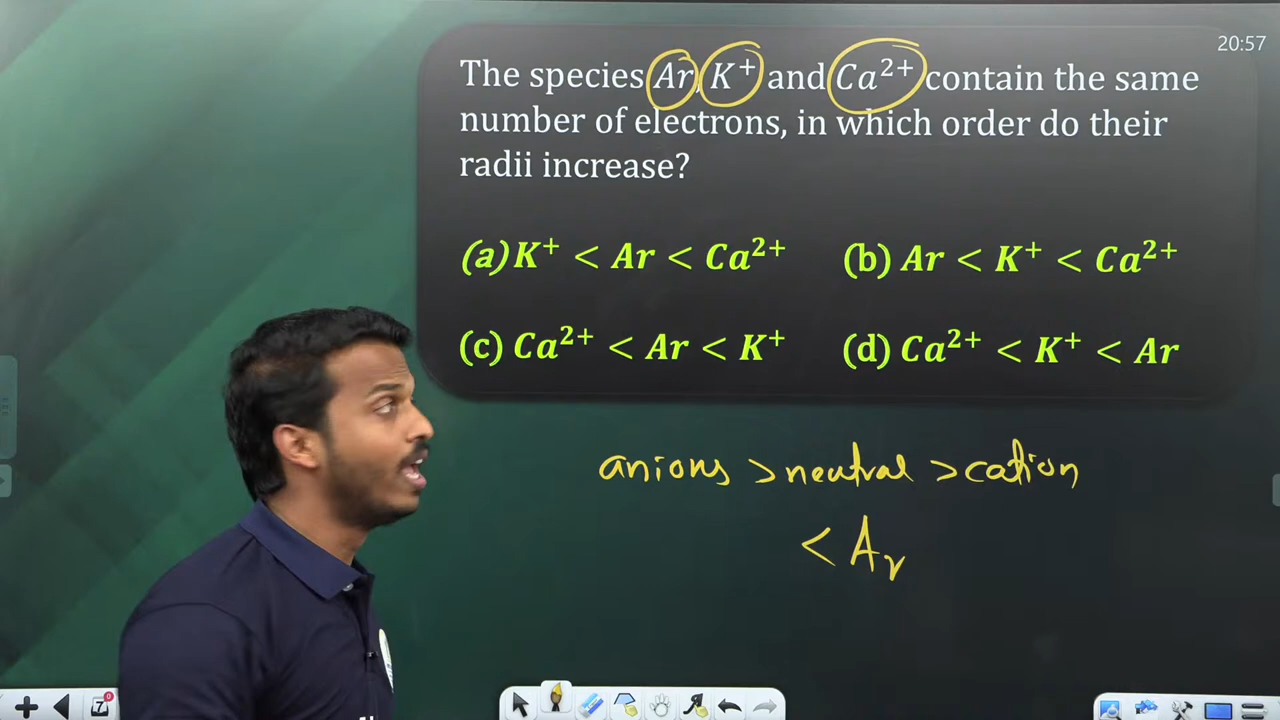 20:57
The species Ar, K⁺ and Ca²⁺ contain the same
number of electrons, in which order do their
radii increase?
(a) K⁺ < Ar < Ca²⁺ (b) Ar < K⁺ < Ca²⁺
(c) Ca²⁺ < Ar < K⁺ (d) Ca²⁺ < K⁺ < Ar
anions > neutral > cation
< Ar